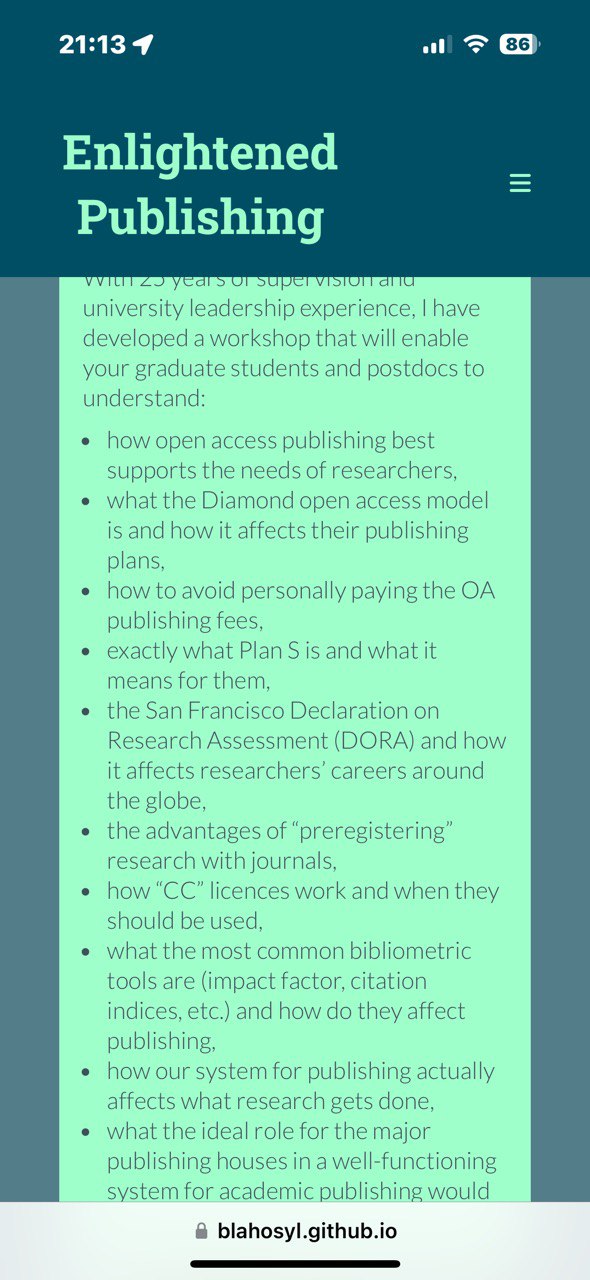 21:13
86
Enlightened
Publishing
With 25 years of supervision and
university leadership experience, I have
developed a workshop that will enable
your graduate students and postdocs to
understand:
• how open access publishing best
supports the needs of researchers,
• what the Diamond open access model
is and how it affects their publishing
plans,
• how to avoid personally paying the OA
publishing fees,
• exactly what Plan S is and what it
means for them,
• the San Francisco Declaration on
Research Assessment (DORA) and how
it affects researchers’ careers around
the globe,
• the advantages of “preregistering”
research with journals,
• how “CC” licences work and when they
should be used,
• what the most common bibliometric
tools are (impact factor, citation
indices, etc.) and how do they affect
publishing,
• how our system for publishing actually
affects what research gets done,
• what the ideal role for the major
publishing houses in a well-functioning
system for academic publishing would
blahosyl.github.io